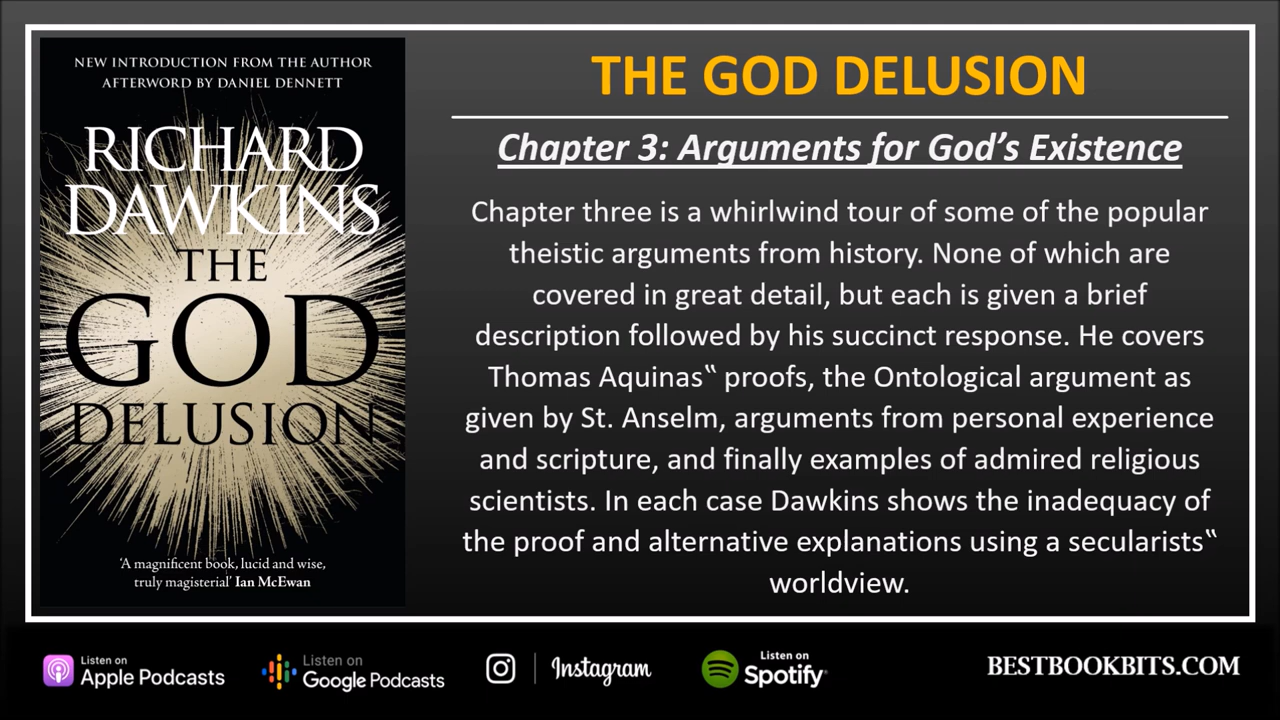 NEW INTRODUCTION FROM THE AUTHOR
AFTERWORD BY DANIEL DENNETT
RICHARD
DAWKINS
THE
GOD
DELUSION
'A magnificent book, lucid and wise,
truly magisterial' Ian McEwan
THE GOD DELUSION
Chapter 3: Arguments for God’s Existence
Chapter three is a whirlwind tour of some of the popular
theistic arguments from history. None of which are
covered in great detail, but each is given a brief
description followed by his succinct response. He covers
Thomas Aquinas‟ proofs, the Ontological argument as
given by St. Anselm, arguments from personal experience
and scripture, and finally examples of admired religious
scientists. In each case Dawkins shows the inadequacy of
the proof and alternative explanations using a secularists‟
worldview.
Listen on
Apple Podcasts
Listen on
Google Podcasts
Instagram
Listen on
Spotify
BESTBOOKBITS.COM